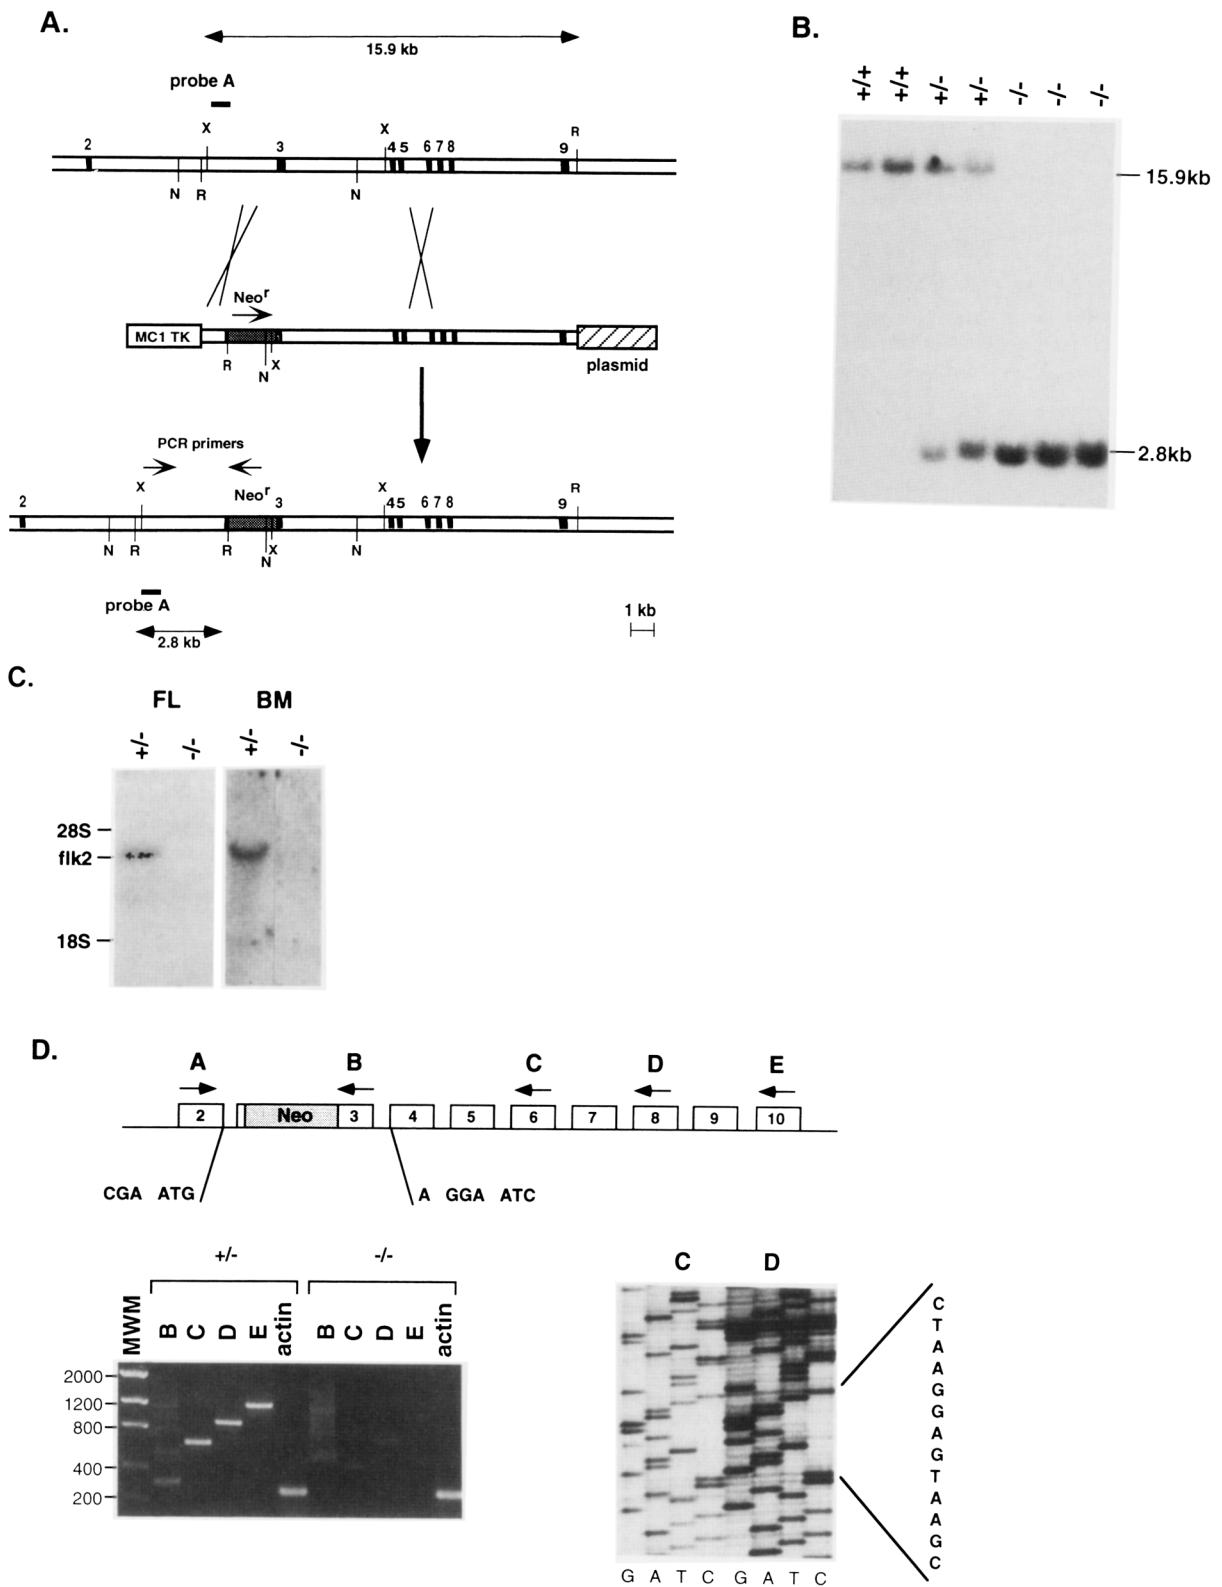 A.
15.9 kb
probe A
X X R
2 3 4 5 6 7 8 9
N R N
Neor
MC1 TK
R N X
plasmid
PCR primers
X Neor X R
2 3 4 5 6 7 8 9
N R R N X N
probe A
2.8 kb
1 kb
B.
+/+ +/+ +/- +/- -/- -/- -/-
15.9kb
2.8kb
C.
FL BM
+/- -/- +/- -/-
28S
flk2
18S
D.
A B C D E
2 Neo 3 4 5 6 7 8 9 10
CGA ATG
A GGA ATC
+/- -/-
MWM B C D E actin B C D E actin
2000
1200
800
400
200
C D
G A T C G A T C
C
T
A
A
G
G
A
G
T
A
A
G
C